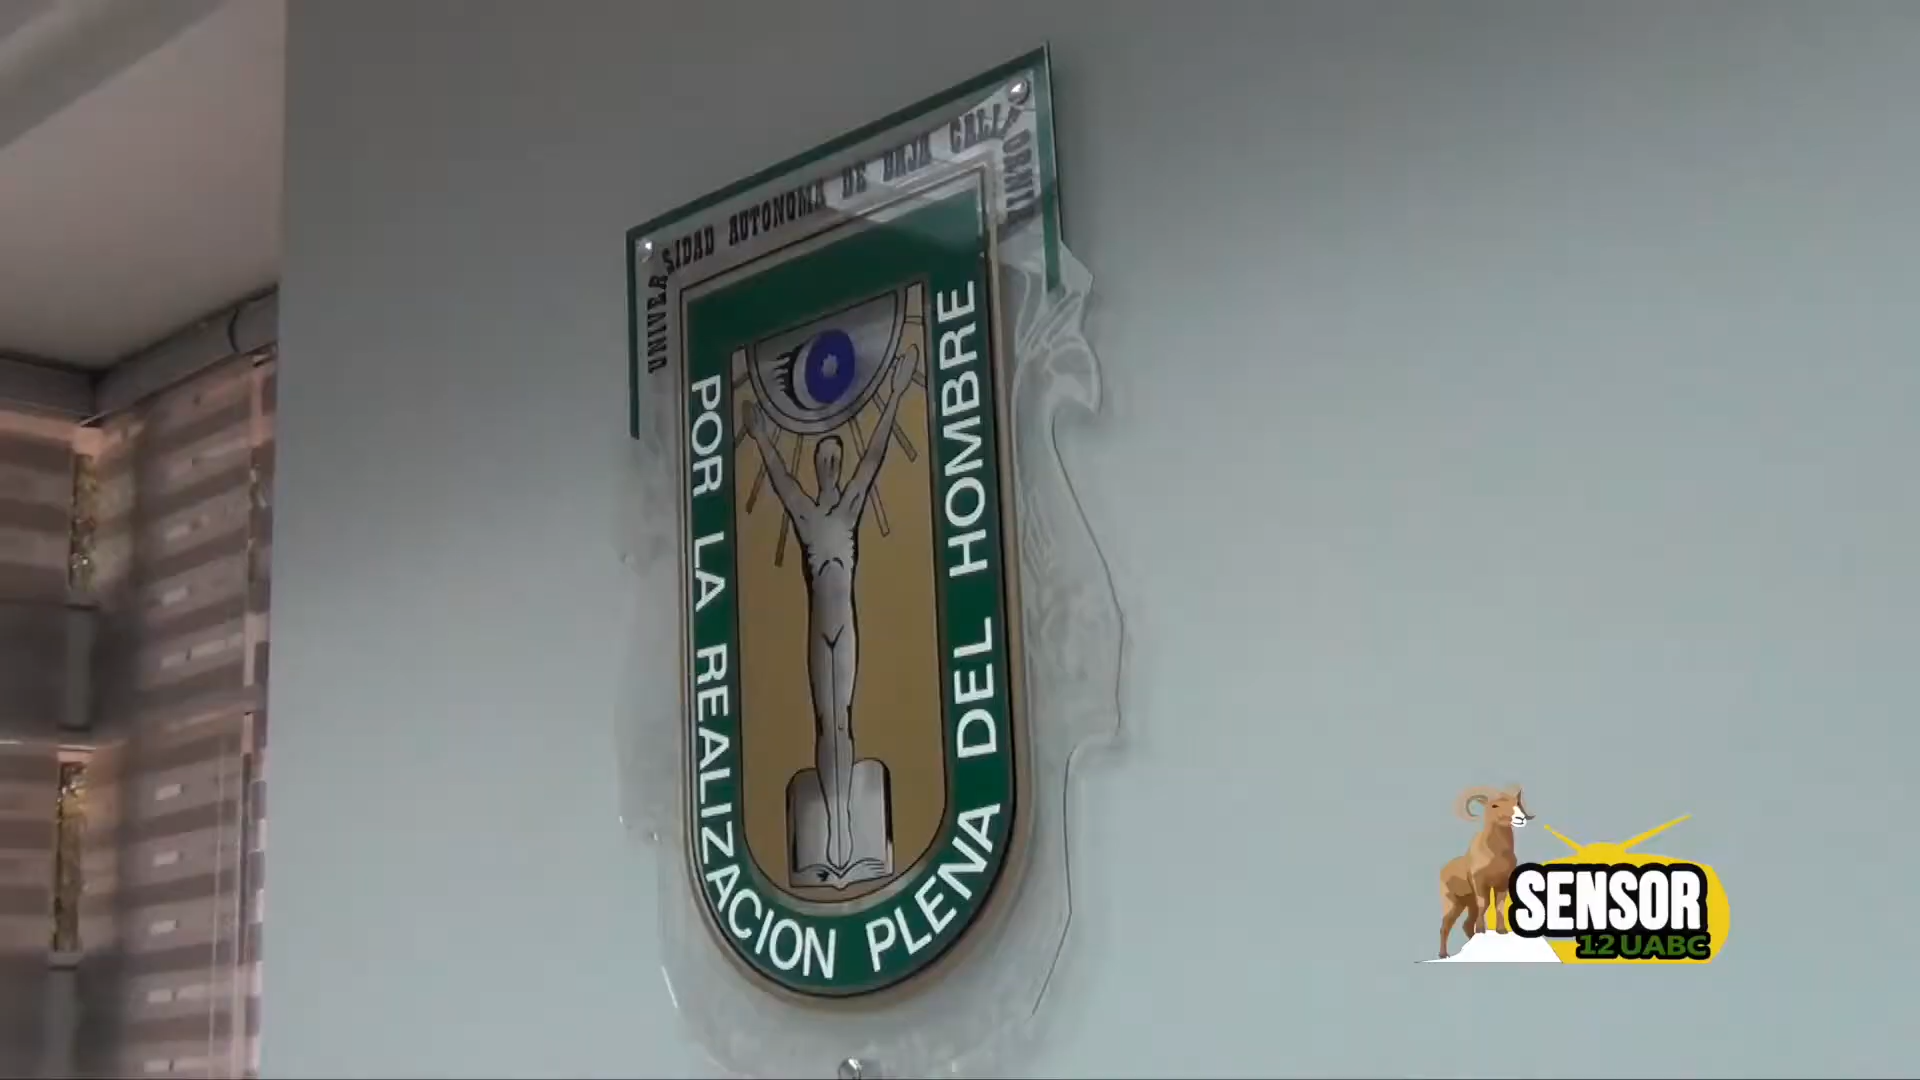 UNIVERSIDAD AUTONOMA DE BAJA CALIFORNIA
POR LA REALIZACION PLENA DEL HOMBRE
SENSOR
12 UABC